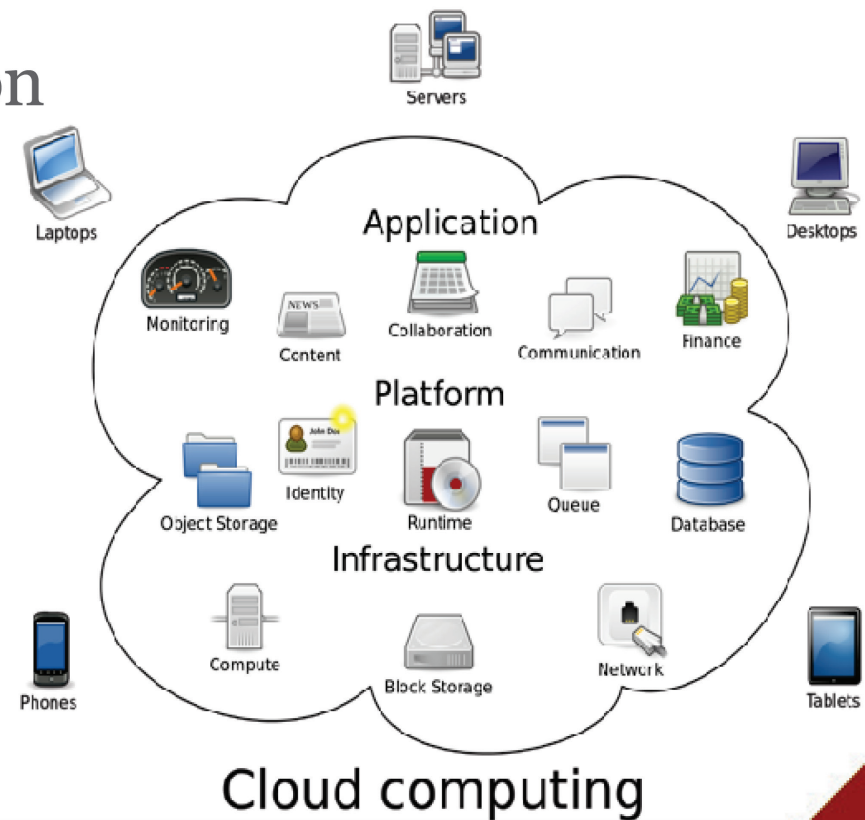 on
Servers
Laptops
Desktops
Application
Monitoring
NEWS
Content
Collaboration
Communication
Finance
Platform
John Doe
Identity
Object Storage
Runtime
Queue
Database
Infrastructure
Compute
Block Storage
Network
Phones
Tablets
Cloud computing